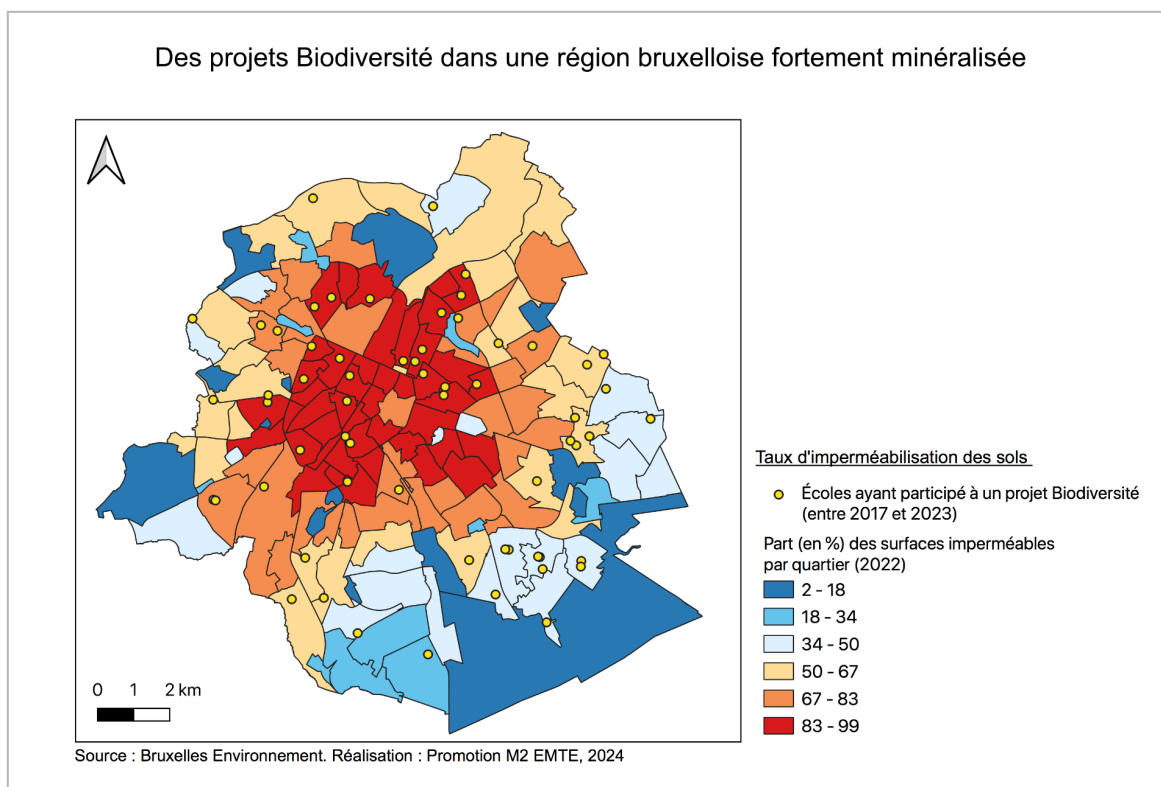 Des projets Biodiversité dans une région bruxelloise fortement minéralisée
Taux d'imperméabilisation des sols
Écoles ayant participé à un projet Biodiversité
(entre 2017 et 2023)
Part (en %) des surfaces imperméables
par quartier (2022)
2 - 18
18 - 34
34 - 50
50 - 67
67 - 83
83 - 99
0 1 2 km
Source : Bruxelles Environnement. Réalisation : Promotion M2 EMTE, 2024